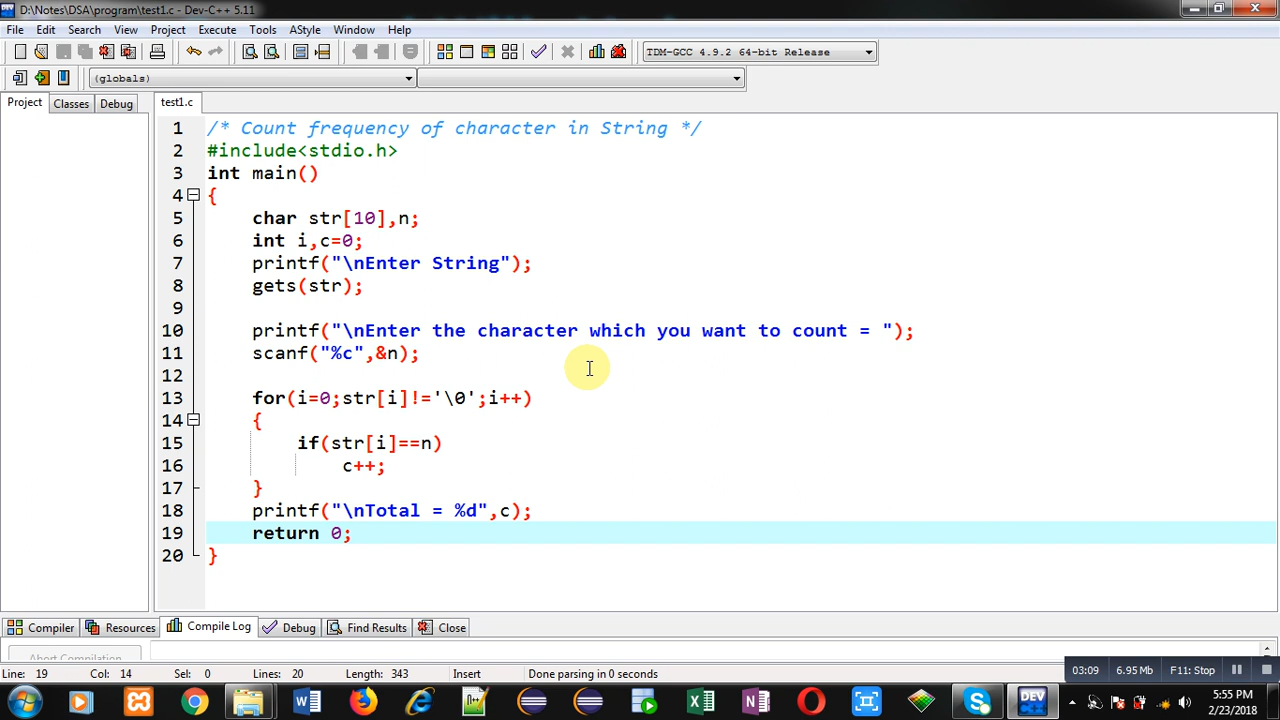 D:\Notes\DSA\program\test1.c - Dev-C++ 5.11
File Edit Search View Project Execute Tools AStyle Window Help
TDM-GCC 4.9.2 64-bit Release
(globals)
Project Classes Debug test1.c
1 /* Count frequency of character in String */
2 #include<stdio.h>
3 int main()
4 {
5 char str[10],n;
6 int i,c=0;
7 printf("\nEnter String");
8 gets(str);
9
10 printf("\nEnter the character which you want to count = ");
11 scanf("%c",&n);
12
13 for(i=0;str[i]!='\0';i++)
14 {
15 if(str[i]==n)
16 c++;
17 }
18 printf("\nTotal = %d",c);
19 return 0;
20 }
Compiler Resources Compile Log Debug Find Results Close
Abort Compilation
Line: 19 Col: 14 Sel: 0 Lines: 20 Length: 343 Insert Done parsing in 0 seconds
03:09 6.95 Mb F11: Stop
DEV
5:55 PM
2/23/2018